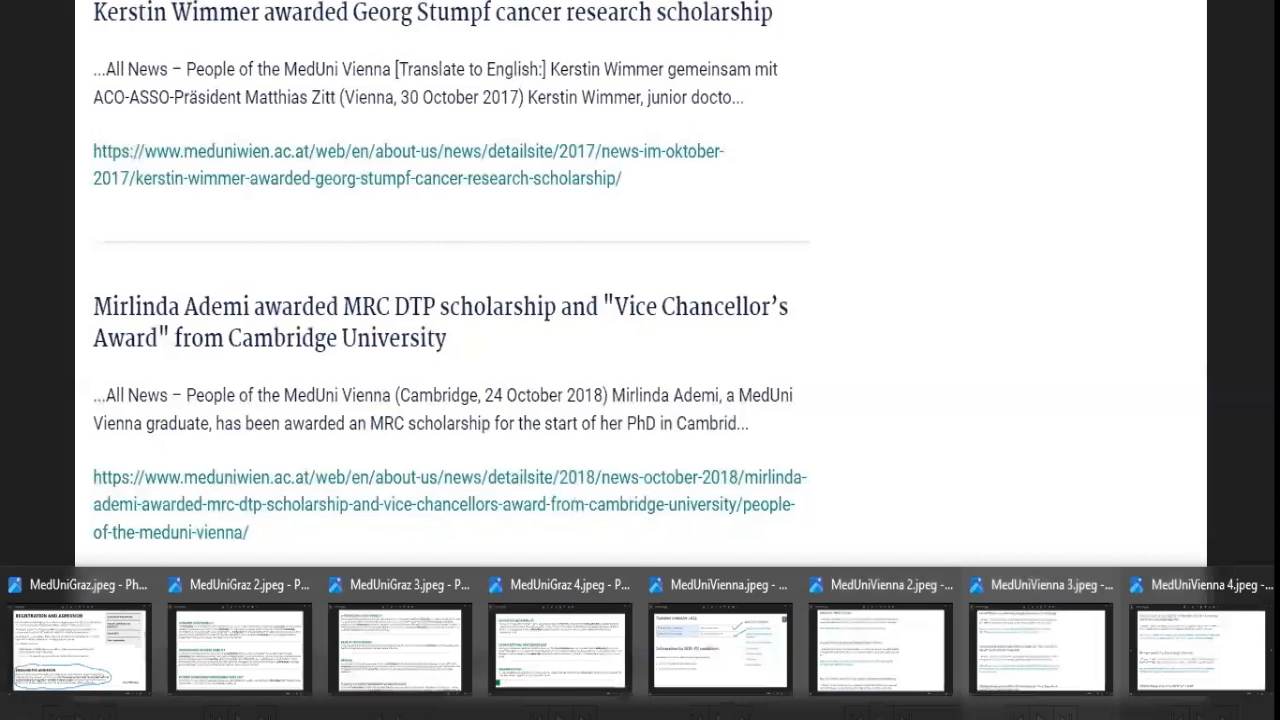 Kerstin Wimmer awarded Georg Stumpf cancer research scholarship
...All News – People of the MedUni Vienna [Translate to English:] Kerstin Wimmer gemeinsam mit
ACO-ASSO-Präsident Matthias Zitt (Vienna, 30 October 2017) Kerstin Wimmer, junior docto...
https://www.meduniwien.ac.at/web/en/about-us/news/detailsite/2017/news-im-oktober-
2017/kerstin-wimmer-awarded-georg-stumpf-cancer-research-scholarship/
Mirlinda Ademi awarded MRC DTP scholarship and "Vice Chancellor’s
Award" from Cambridge University
...All News – People of the MedUni Vienna (Cambridge, 24 October 2018) Mirlinda Ademi, a MedUni
Vienna graduate, has been awarded an MRC scholarship for the start of her PhD in Cambrid...
https://www.meduniwien.ac.at/web/en/about-us/news/detailsite/2018/news-october-2018/mirlinda-
ademi-awarded-mrc-dtp-scholarship-and-vice-chancellors-award-from-cambridge-university/people-
of-the-meduni-vienna/
MedUniGraz.jpeg - Ph... MedUniGraz 2.jpeg - P... MedUniGraz 3.jpeg - P... MedUniGraz 4.jpeg - P... MedUniVienna.jpeg - ... MedUniVienna 2.jpeg -... MedUniVienna 3.jpeg -... MedUniVienna 4.jpeg -...
REGISTRATION AND ADMISSION